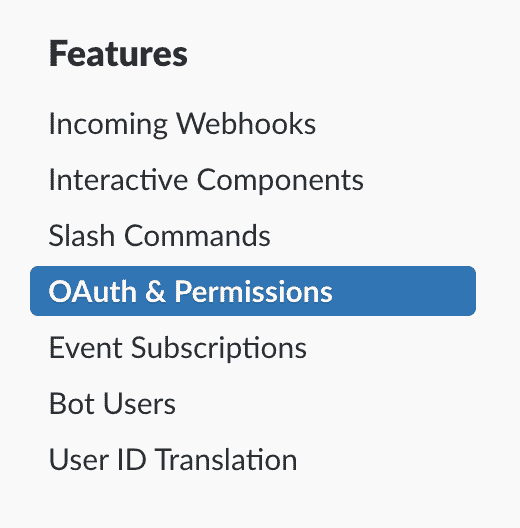 Features
Incoming Webhooks
Interactive Components
Slash Commands
OAuth & Permissions
Event Subscriptions
Bot Users
User ID Translation